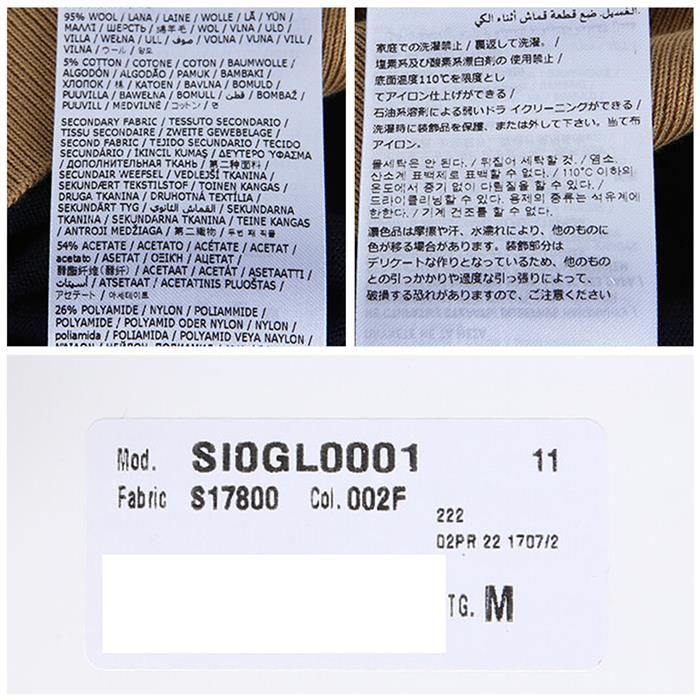 95% WOOL / LANA / LAINE / WOLLE / LÃ / YÜN /
МАЛЛІ / ШЕРСТЬ / 綿羊毛 / WOL / VLNA / ULD /
VILLA / WEŁNA / ULL / صوف / VOLNA / VUNA / VILL /
VILNA / ウール / 양모
5% COTTON / COTONE / COTON / BAUMWOLLE /
ALGODÓN / ALGODÃO / PAMUK / ΒΑΜΒΑΚΙ /
ХЛОПОК / 棉 / KATOEN / BAVLNA / BOMULD /
PUUVILLA / BAWEŁNA / BOMULL / قطن / BOMBAŽ /
PUUVILL / MEDVILNĖ / コットン / 면
SECONDARY FABRIC / TESSUTO SECONDARIO /
TISSU SECONDAIRE / ZWEITE GEWEBELAGE /
SECOND FABRIC / TEJIDO SECUNDARIO / TECIDO
SECUNDÁRIO / İKİNCİL KUMAŞ / ΔΕΥΤΕΡΟ ΥΦΑΣΜΑ
/ ДОПОЛНИТЕЛЬНАЯ ТКАНЬ / 第二种面料 /
SECUNDAIR WEEFSEL / VEDLEJŠÍ TKANINA /
SEKUNDÆRT TEKSTILSTOF / TOINEN KANGAS /
DRUGA TKANINA / DRUHOTNÁ TEXTÍLIA /
SEKUNDÄRT TYG / القماش الثانوي / SEKUNDARNA
TKANINA / SEKUNDARNA TKANINA / TEINE KANGAS
/ ANTROJI MEDŽIAGA / 第二織物 / 두 번째 직물
54% ACETATE / ACETATO / ACÉTATE / ACETAT /
acetato / ASETAT / ΟΞΙΚΗ / АЦЕТАТ /
醋酯纤维(醋纤) / ACETAAT / ACETÁT / ASETAATTI /
اسيتات / ATSETAAT / ACETATINIS PLUOŠTAS /
アセテート / 아세테이트
26% POLYAMIDE / NYLON / POLIAMMIDE /
POLYAMIDE / POLYAMID ODER NYLON / NYLON /
poliamida / FOLIAMIDA / POLYAMID VEYA NAYLON /
الغسيل. ضع قطعة قماش أثناء الكي.
家庭での洗濯禁止 / 裏返して洗濯。 /
塩素系及び酸素系漂白剤の 使用禁止 /
底面温度110℃を限度とし
てアイロン仕上げができる /
石油系溶剤による弱いドライクリーニングができる /
洗濯時に装飾品を保護、または外して下さい。当て布
アイロン。
물세탁은 안 된다. / 뒤집어 세탁할 것. / 염소,
산소계 표백제로 표백할 수 없다. / 110℃ 이하의
온도에서 증기 없이 다림질을 할 수 있다. /
드라이클리닝할 수 있다. 용제의 종류는 석유계에
한한다. / 기계 건조를 할 수 없다.
濃色品は摩擦や汗、水濡れにより、他のものに
色が移る場合があります。装飾部分は
デリケートな作りとなっているため、他のもの
との引っかかりや過度な引っ張りによって、
破損する恐れがありますので、ご注意ください
Mod. SI0GL0001 11
Fabric S17800 Col. 002F
222
02PR 22 1707/2
TG. M